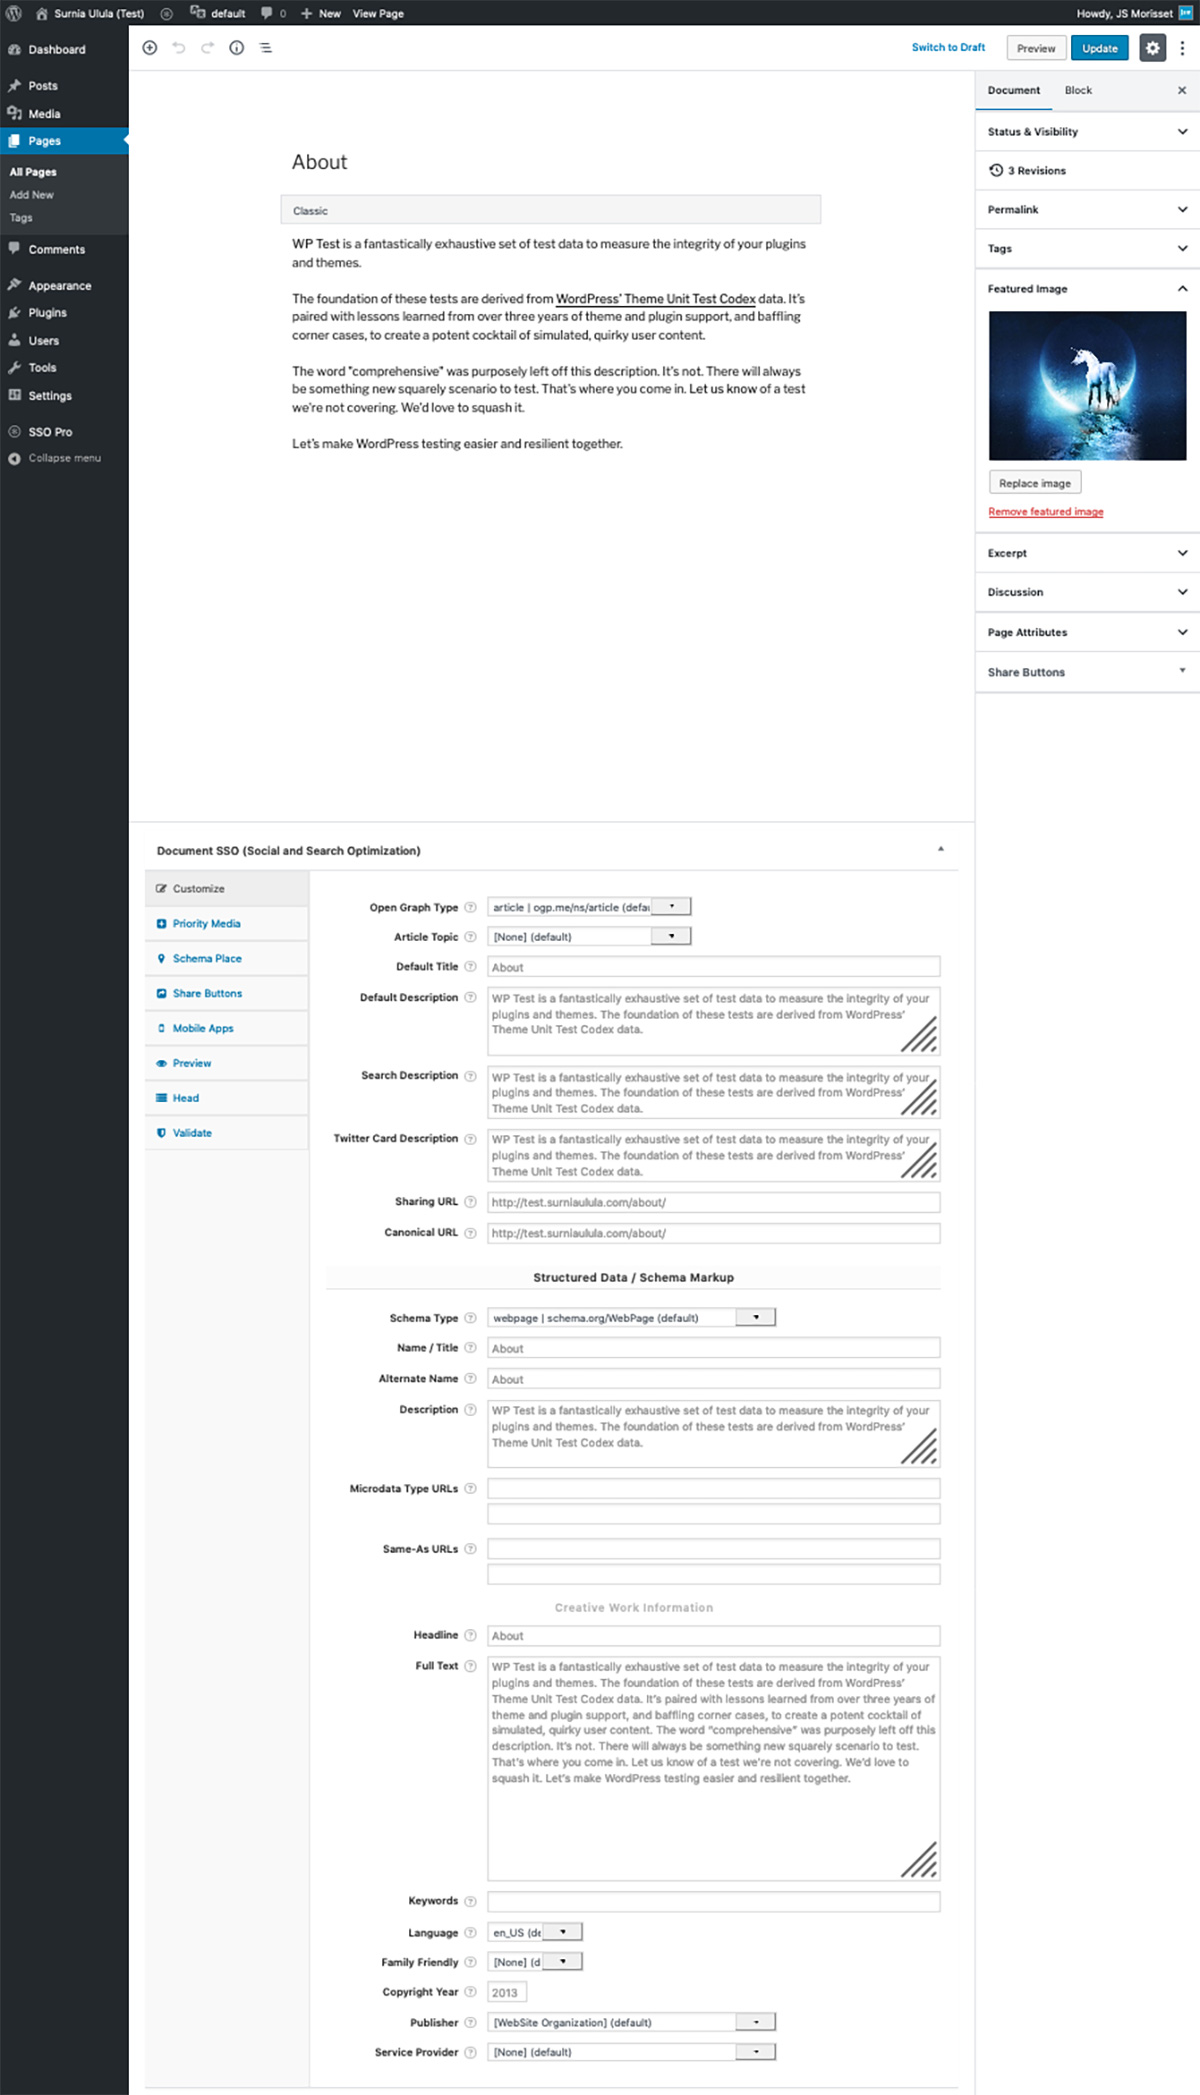 Surnia Ulula (Test) default 0 New View Page Howdy, JS Morisset
Dashboard
Posts
Media
Pages
All Pages
Add New
Tags
Comments
Appearance
Plugins
Users
Tools
Settings
SSO Pro
Collapse menu
Switch to Draft Preview Update
About
Classic
WP Test is a fantastically exhaustive set of test data to measure the integrity of your plugins
and themes.
The foundation of these tests are derived from WordPress’ Theme Unit Test Codex data. It’s
paired with lessons learned from over three years of theme and plugin support, and baffling
corner cases, to create a potent cocktail of simulated, quirky user content.
The word “comprehensive” was purposely left off this description. It’s not. There will always
be something new squarely scenario to test. That’s where you come in. Let us know of a test
we’re not covering. We’d love to squash it.
Let’s make WordPress testing easier and resilient together.
Document Block
Status & Visibility
3 Revisions
Permalink
Tags
Featured Image
Replace image
Remove featured image
Excerpt
Discussion
Page Attributes
Share Buttons
Document SSO (Social and Search Optimization)
Customize
Priority Media
Schema Place
Share Buttons
Mobile Apps
Preview
Head
Validate
Open Graph Type article | ogp.me/ns/article (defau
Article Topic [None] (default)
Default Title About
Default Description WP Test is a fantastically exhaustive set of test data to measure the integrity of your
plugins and themes. The foundation of these tests are derived from WordPress’
Theme Unit Test Codex data.
Search Description WP Test is a fantastically exhaustive set of test data to measure the integrity of your
plugins and themes. The foundation of these tests are derived from WordPress’
Theme Unit Test Codex data.
Twitter Card Description WP Test is a fantastically exhaustive set of test data to measure the integrity of your
plugins and themes. The foundation of these tests are derived from WordPress’
Theme Unit Test Codex data.
Sharing URL http://test.surniaulula.com/about/
Canonical URL http://test.surniaulula.com/about/
Structured Data / Schema Markup
Schema Type webpage | schema.org/WebPage (default)
Name / Title About
Alternate Name About
Description WP Test is a fantastically exhaustive set of test data to measure the integrity of your
plugins and themes. The foundation of these tests are derived from WordPress’
Theme Unit Test Codex data.
Microdata Type URLs
Same-As URLs
Creative Work Information
Headline About
Full Text WP Test is a fantastically exhaustive set of test data to measure the integrity of your
plugins and themes. The foundation of these tests are derived from WordPress’
Theme Unit Test Codex data. It’s paired with lessons learned from over three years of
theme and plugin support, and baffling corner cases, to create a potent cocktail of
simulated, quirky user content. The word “comprehensive” was purposely left off this
description. It’s not. There will always be something new squarely scenario to test.
That’s where you come in. Let us know of a test we’re not covering. We’d love to
squash it. Let’s make WordPress testing easier and resilient together.
Keywords
Language en_US (de
Family Friendly [None] (d
Copyright Year 2013
Publisher [WebSite Organization] (default)
Service Provider [None] (default)